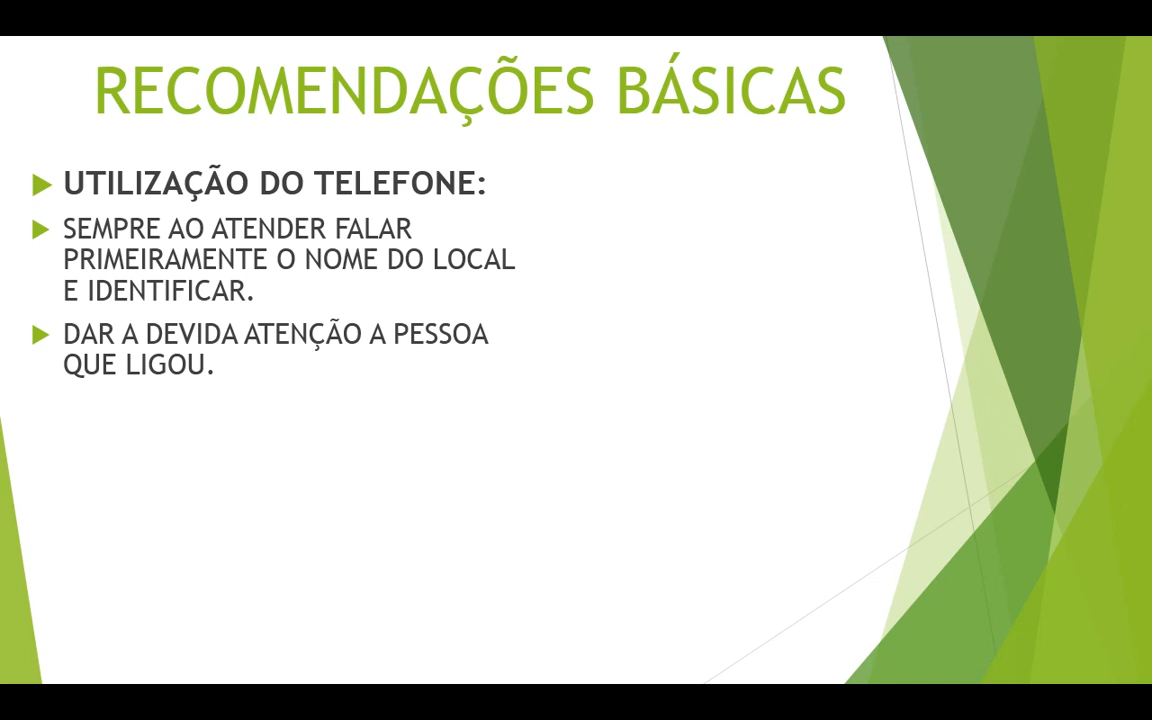 RECOMENDAÇÕES BÁSICAS
UTILIZAÇÃO DO TELEFONE:
SEMPRE AO ATENDER FALAR
PRIMEIRAMENTE O NOME DO LOCAL
E IDENTIFICAR.
DAR A DEVIDA ATENÇÃO A PESSOA
QUE LIGOU.